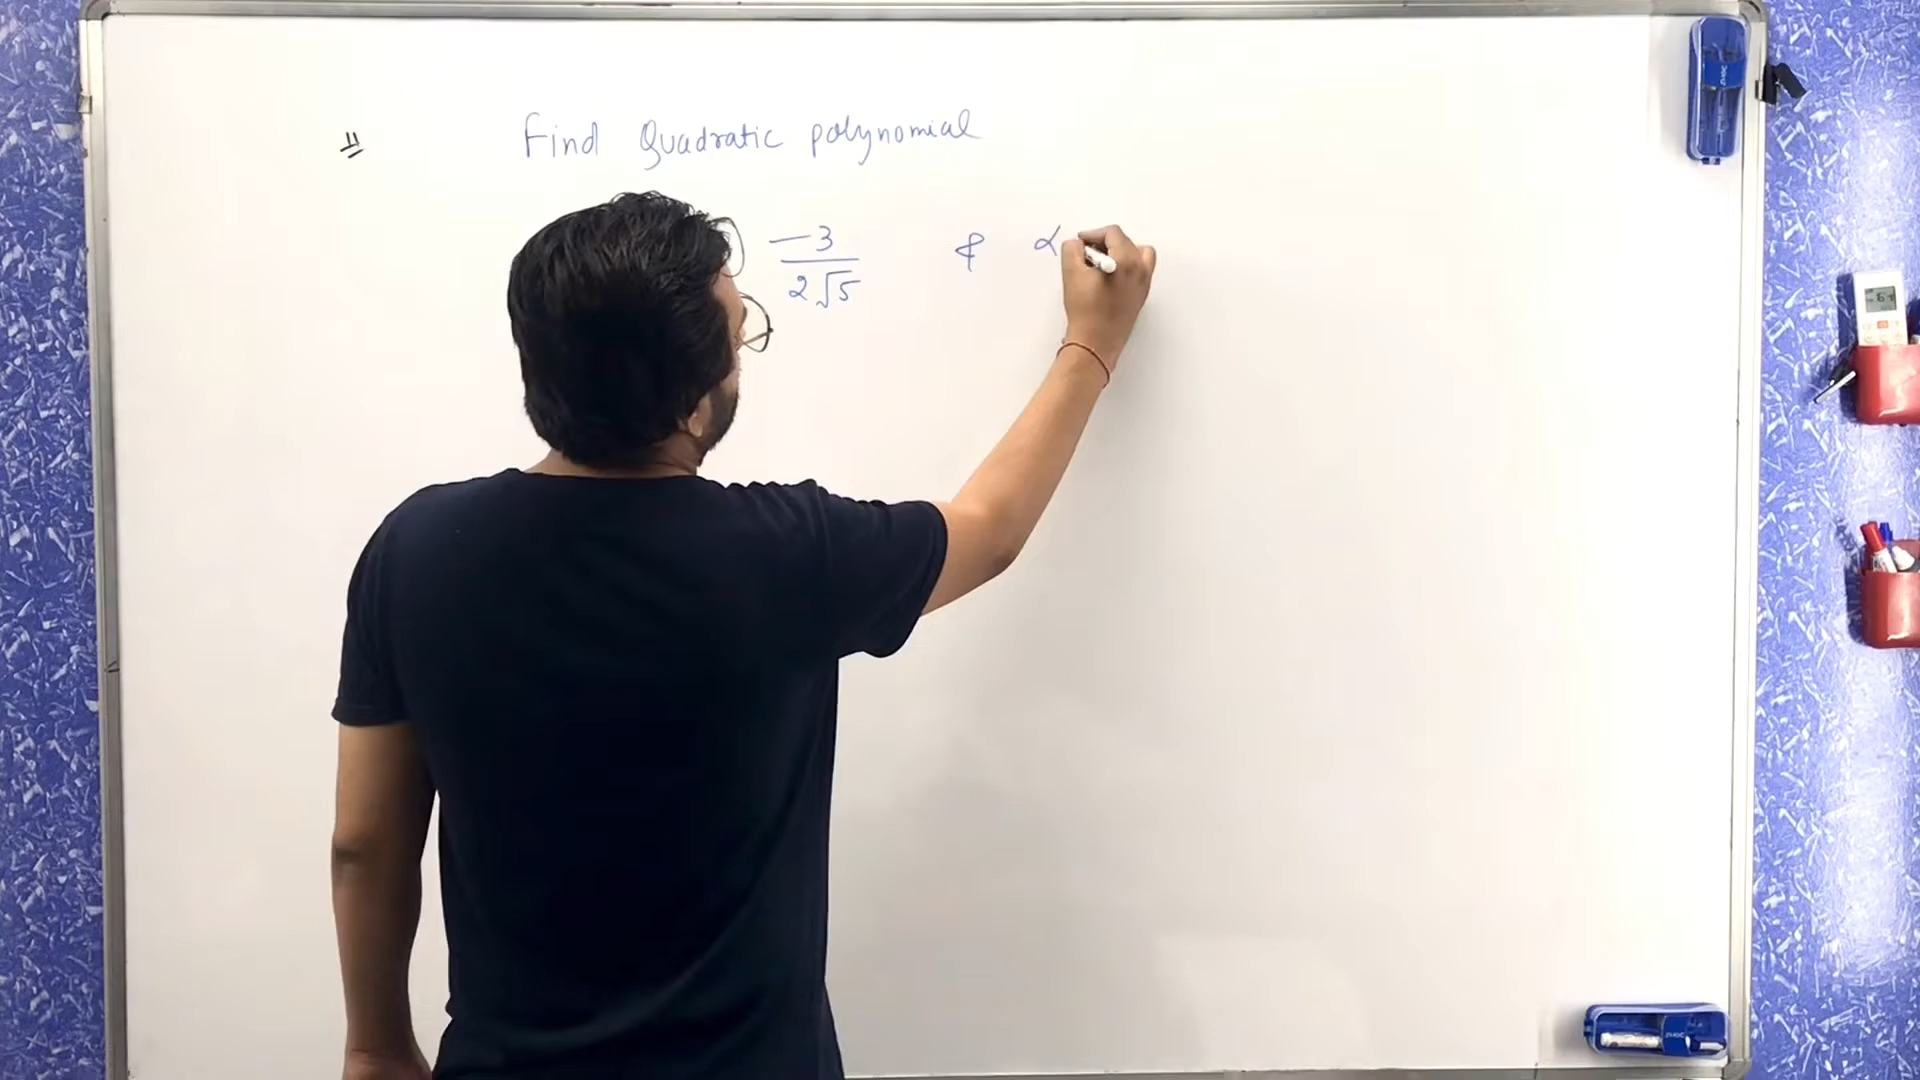 = Find Quadratic polynomial
) -3/2√5 & α